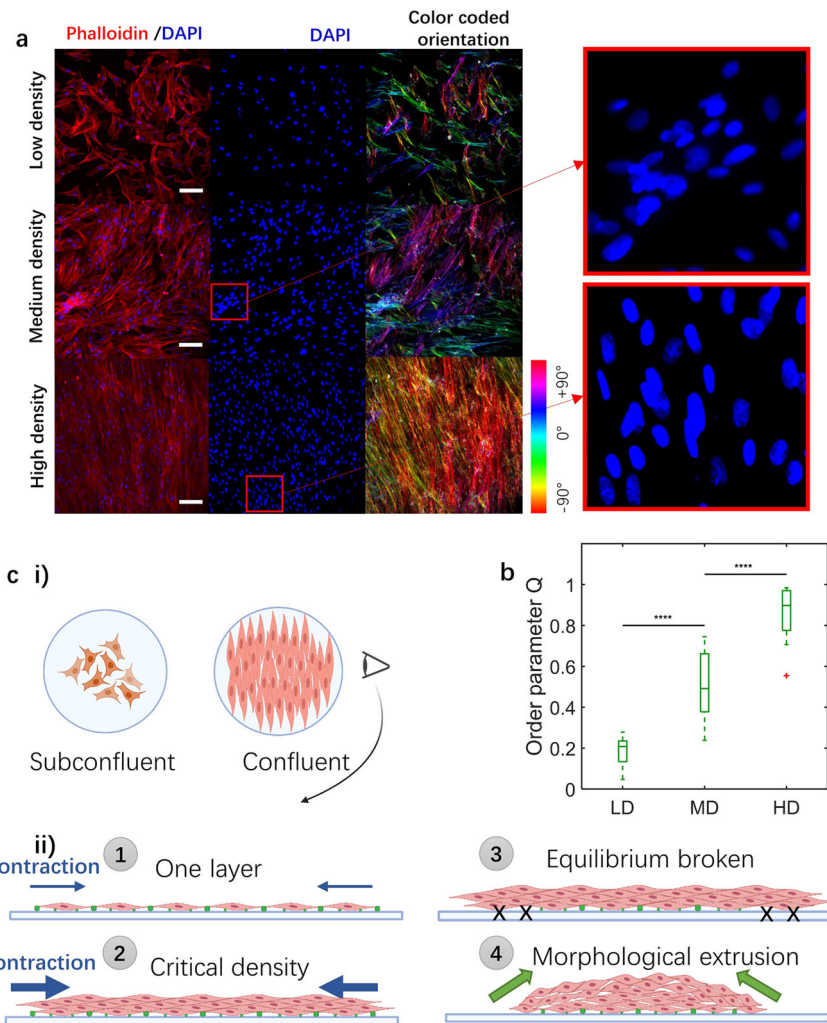 a
Phalloidin /DAPI
DAPI
Color coded
orientation
Low density
Medium density
High density
+90°
0°
-90°
b
Order parameter Q
1
0.8
0.6
0.4
0.2
0
****
****
LD
MD
HD
c i)
Subconfluent
Confluent
ii)
1
One layer
ontraction
2
Critical density
ontraction
3
Equilibrium broken
X X
X X
4
Morphological extrusion